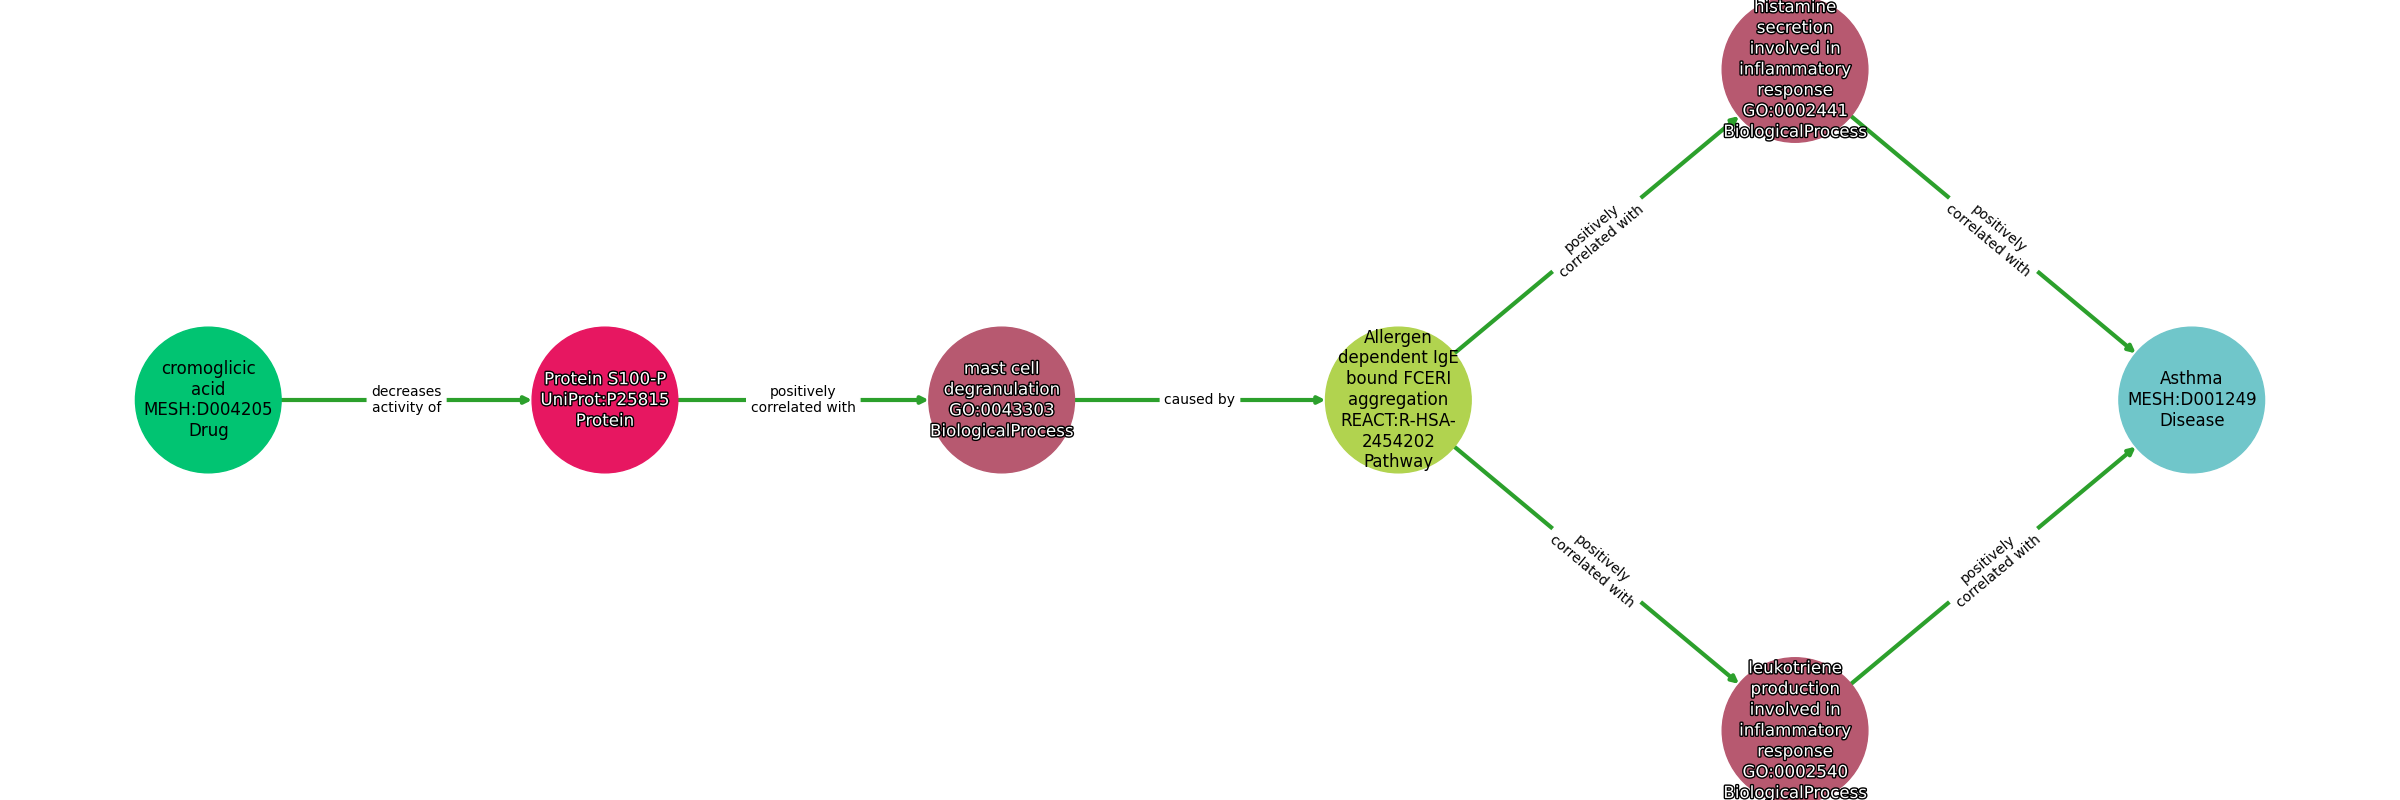 cromoglicic
acid
MESH:D004205
Drug
decreases
activity of
Protein S100-P
UniProt:P25815
Protein
positively
correlated with
mast cell
degranulation
GO:0043303
BiologicalProcess
caused by
Allergen
dependent IgE
bound FCERI
aggregation
REACT:R-HSA-
2454202
Pathway
positively
correlated with
histamine
secretion
involved in
inflammatory
response
GO:0002441
BiologicalProcess
positively
correlated with
positively
correlated with
leukotriene
production
involved in
inflammatory
response
GO:0002540
BiologicalProcess
positively
correlated with
Asthma
MESH:D001249
Disease